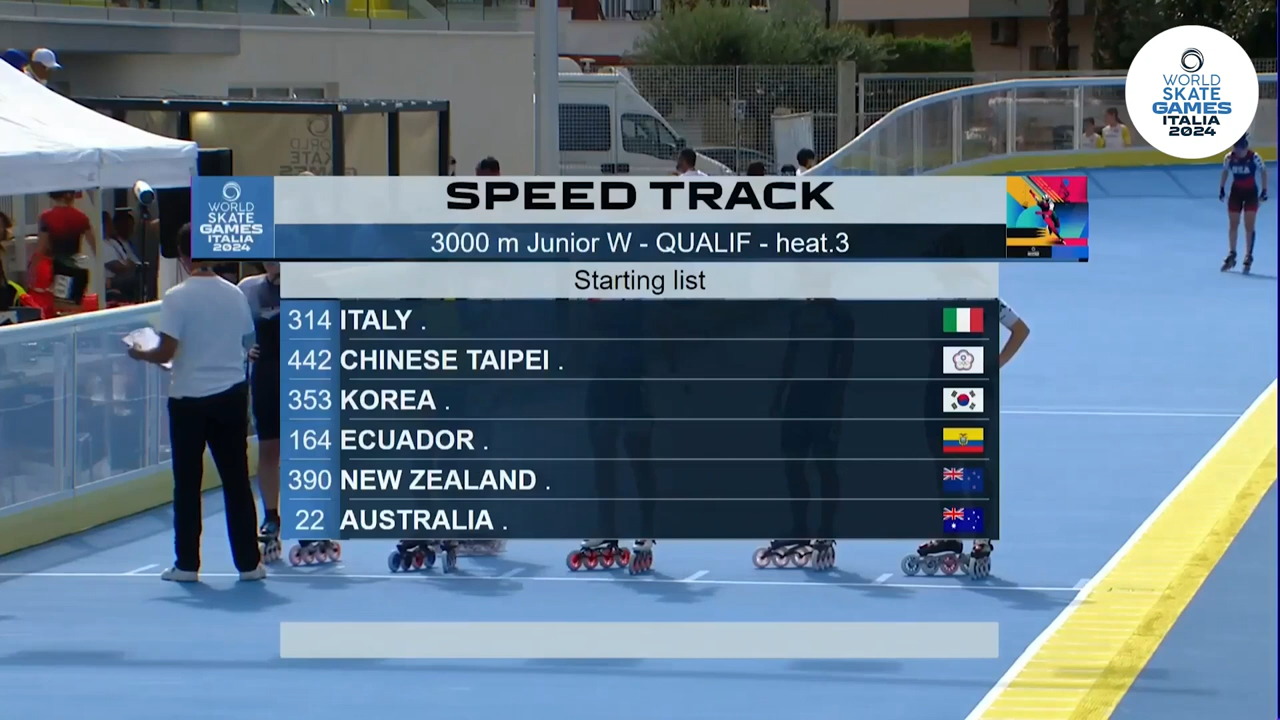 WORLD
SKATE
GAMES
ITALIA
2024
WORLD
SKATE
GAMES
ITALIA
2024
SPEED TRACK
3000 m Junior W - QUALIF - heat.3
Starting list
314 ITALY .
442 CHINESE TAIPEI .
353 KOREA .
164 ECUADOR .
390 NEW ZEALAND .
22 AUSTRALIA .
USA